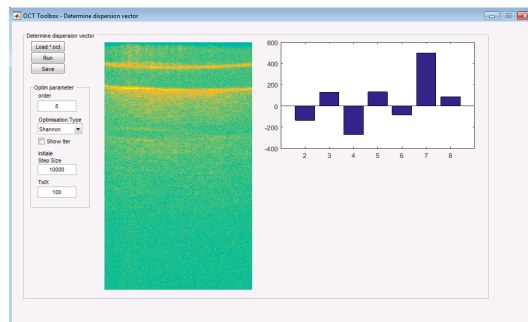 OCT Toolbox - Determine dispersion vector
Determine dispersion vector
Load *.oct
Run
Save
Optim parameter
order
8
Optimisation Type
Shannon
Show Iter
Initiale
Step Size
10000
TolX
100
600
400
200
0
-200
-400
2 3 4 5 6 7 8